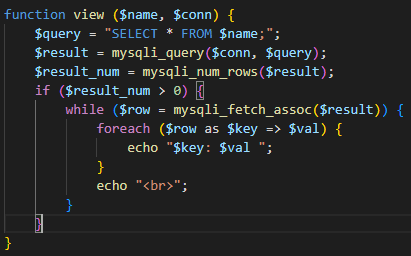 function view ($name, $conn) {
    $query = "SELECT * FROM $name;";
    $result = mysqli_query($conn, $query);
    $result_num = mysqli_num_rows($result);
    if ($result_num > 0) {
        while ($row = mysqli_fetch_assoc($result)) {
            foreach ($row as $key => $val) {
                echo "$key: $val ";
            }
            echo "<br>";
        }
    }
}